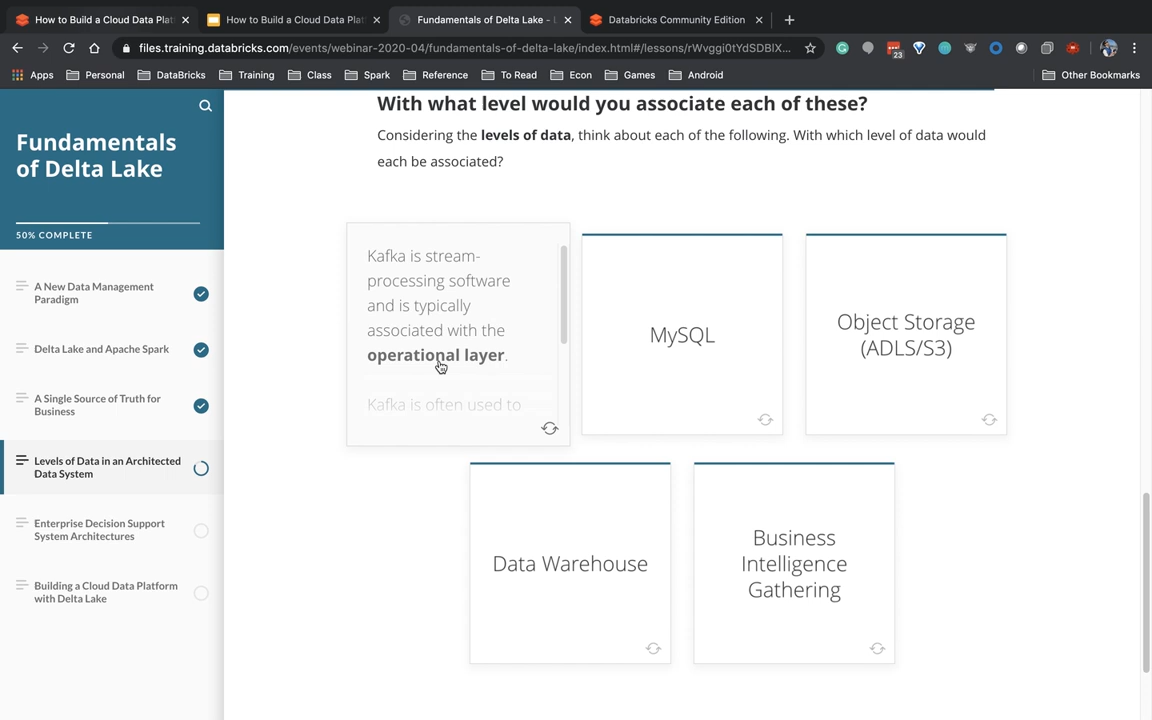 How to Build a Cloud Data Plat
How to Build a Cloud Data Plat
Fundamentals of Delta Lake -
Databricks Community Edition
files.training.databricks.com/events/webinar-2020-04/fundamentals-of-delta-lake/index.html#/lessons/rWvggi0tYdSDBlX...
23
Apps
Personal
DataBricks
Training
Class
Spark
Reference
To Read
Econ
Games
Android
Other Bookmarks
Fundamentals
of Delta Lake
50% COMPLETE
A New Data Management
Paradigm
Delta Lake and Apache Spark
A Single Source of Truth for
Business
Levels of Data in an Architected
Data System
Enterprise Decision Support
System Architectures
Building a Cloud Data Platform
with Delta Lake
With what level would you associate each of these?
Considering the levels of data, think about each of the following. With which level of data would
each be associated?
Kafka is stream-
processing software
and is typically
associated with the
operational layer.
Kafka is often used to
MySQL
Object Storage
(ADLS/S3)
Data Warehouse
Business
Intelligence
Gathering